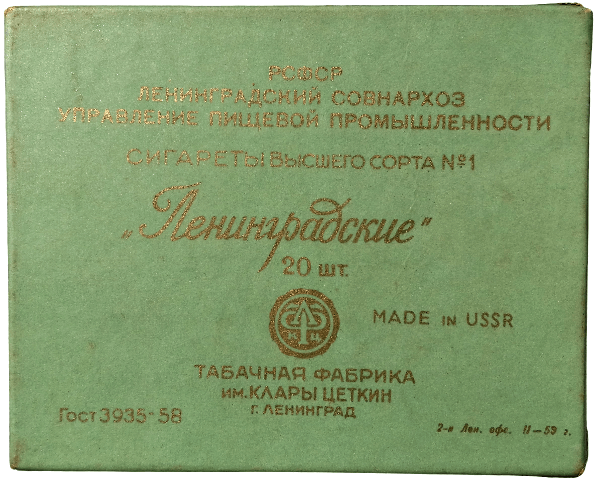 РСФСР
ЛЕНИНГРАДСКИЙ СОВНАРХОЗ
УПРАВЛЕНИЕ ПИЩЕВОЙ ПРОМЫШЛЕННОСТИ
СИГАРЕТЫ ВЫСШЕГО СОРТА №1
„Ленинградские"
20 шт.
MADE IN USSR
ТАБАЧНАЯ ФАБРИКА
ИМ. КЛАРЫ ЦЕТКИН
Г. ЛЕНИНГРАД
Гост 3935-58
2-я Лен. офс. II—59 г.